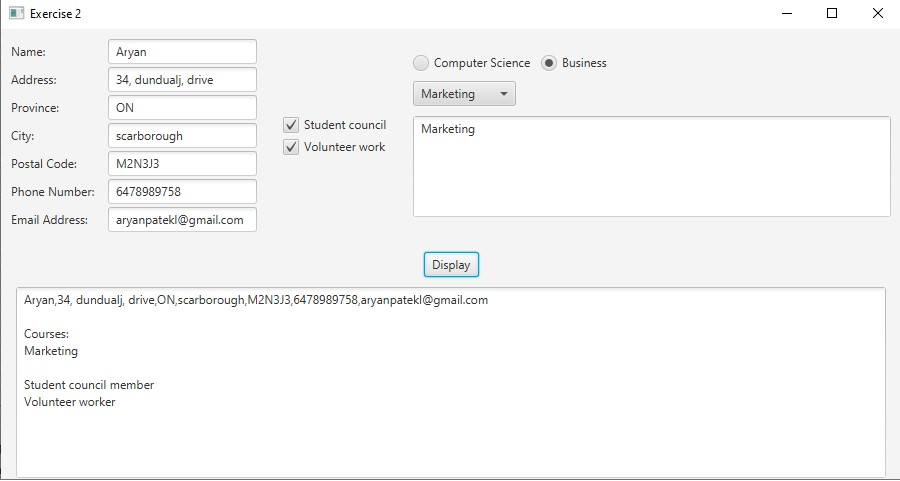 Exercise 2
Name: Aryan
Address: 34, dundualj, drive
Province: ON
City: scarborough
Postal Code: M2N3J3
Phone Number: 6478989758
Email Address: aryanpatekl@gmail.com
Student council
Volunteer work
Computer Science Business
Marketing
Marketing
Display
Aryan,34, dundualj, drive,ON,scarborough,M2N3J3,6478989758,aryanpatekl@gmail.com
Courses:
Marketing
Student council member
Volunteer worker